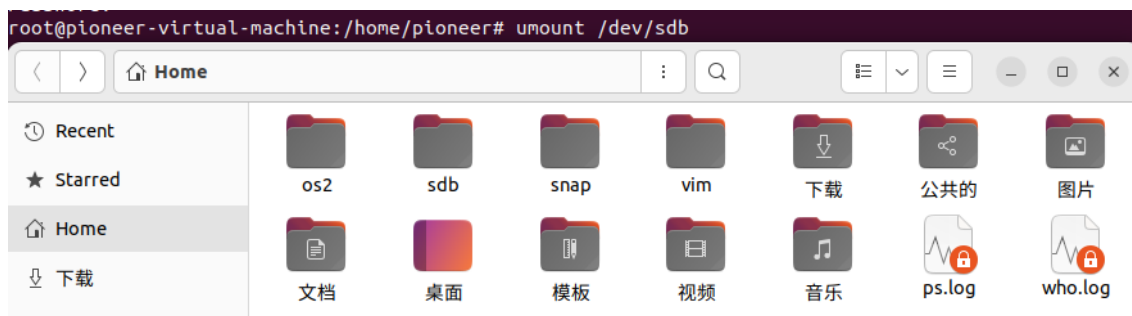 root@pioneer-virtual-machine:/home/pioneer# umount /dev/sdb
Home
Recent
Starred
Home
下载
os2 sdb snap vim 下载 公共的 图片
文档 桌面 模板 视频 音乐 ps.log who.log